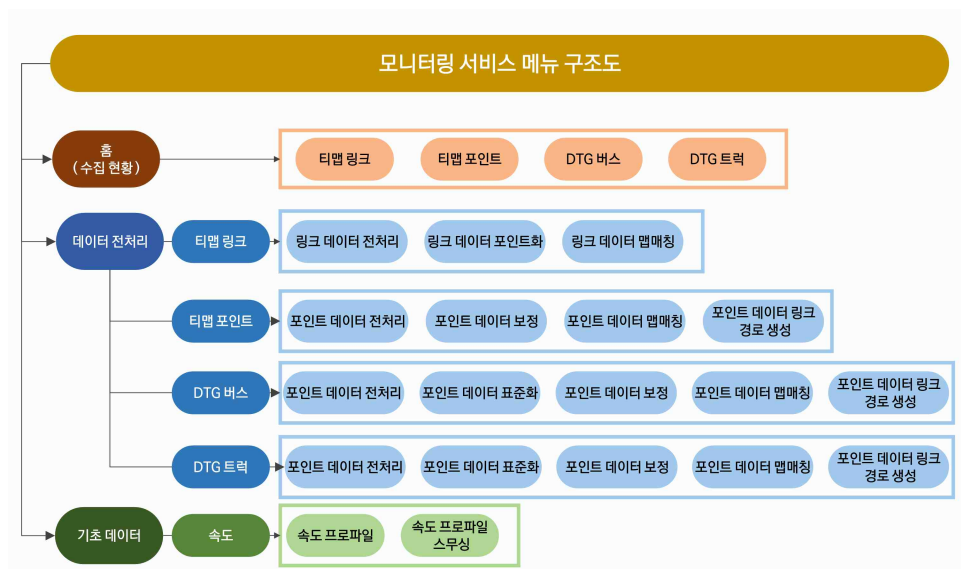 모니터링 서비스 메뉴 구조도
홈
( 수집 현황 )
티맵 링크
티맵 포인트
DTG 버스
DTG 트럭
데이터 전처리
티맵 링크
링크 데이터 전처리
링크 데이터 포인트화
링크 데이터 맵매칭
티맵 포인트
포인트 데이터 전처리
포인트 데이터 보정
포인트 데이터 맵매칭
포인트 데이터 링크
경로 생성
DTG 버스
포인트 데이터 전처리
포인트 데이터 표준화
포인트 데이터 보정
포인트 데이터 맵매칭
포인트 데이터 링크
경로 생성
DTG 트럭
포인트 데이터 전처리
포인트 데이터 표준화
포인트 데이터 보정
포인트 데이터 맵매칭
포인트 데이터 링크
경로 생성
기초 데이터
속도
속도 프로파일
속도 프로파일
스무싱